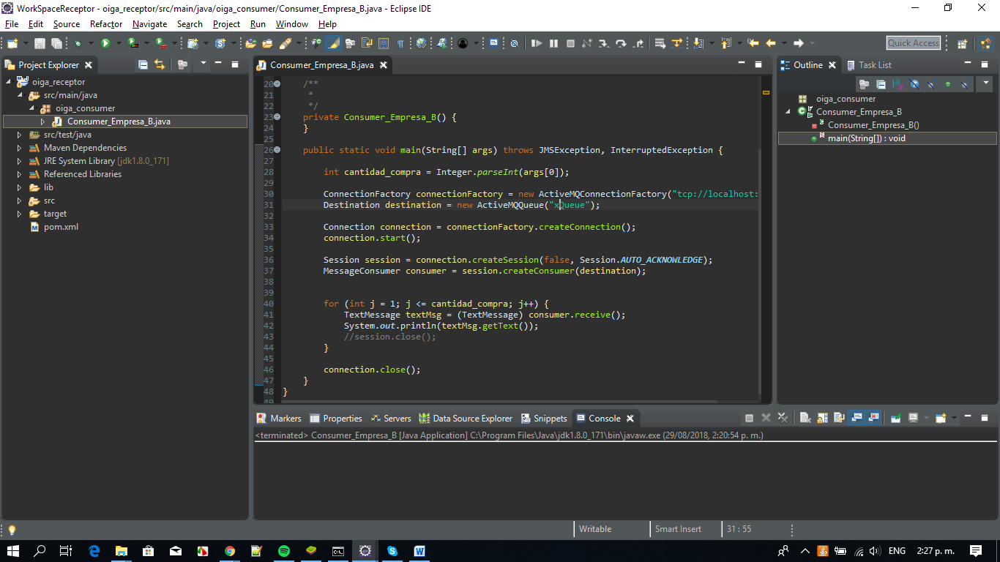 WorkSpaceReceptor - oiga_receptor/src/main/java/oiga_consumer/Consumer_Empresa_B.java - Eclipse IDE
File Edit Source Refactor Navigate Search Project Run Window Help
Quick Access
Project Explorer
oiga_receptor
src/main/java
oiga_consumer
Consumer_Empresa_B.java
src/test/java
Maven Dependencies
JRE System Library [jdk1.8.0_171]
Referenced Libraries
lib
src
target
pom.xml
Consumer_Empresa_B.java
20 /**
21 *
22 */
23 private Consumer_Empresa_B() {
24 }
25
26 public static void main(String[] args) throws JMSException, InterruptedException {
27
28 int cantidad_compra = Integer.parseInt(args[0]);
29
30 ConnectionFactory connectionFactory = new ActiveMQConnectionFactory("tcp://localhost:
31 Destination destination = new ActiveMQQueue("xQueue");
32
33 Connection connection = connectionFactory.createConnection();
34 connection.start();
35
36 Session session = connection.createSession(false, Session.AUTO_ACKNOWLEDGE);
37 MessageConsumer consumer = session.createConsumer(destination);
38
39
40 for (int j = 1; j <= cantidad_compra; j++) {
41 TextMessage textMsg = (TextMessage) consumer.receive();
42 System.out.println(textMsg.getText());
43 //session.close();
44 }
45
46 connection.close();
47 }
48 }
49
Outline Task List
oiga_consumer
Consumer_Empresa_B
Consumer_Empresa_B()
main(String[]) : void
Markers Properties Servers Data Source Explorer Snippets Console
<terminated> Consumer_Empresa_B [Java Application] C:\Program Files\Java\jdk1.8.0_171\bin\javaw.exe (29/08/2018, 2:20:54 p. m.)
Writable Smart Insert 31 : 55
ENG 2:27 p. m.